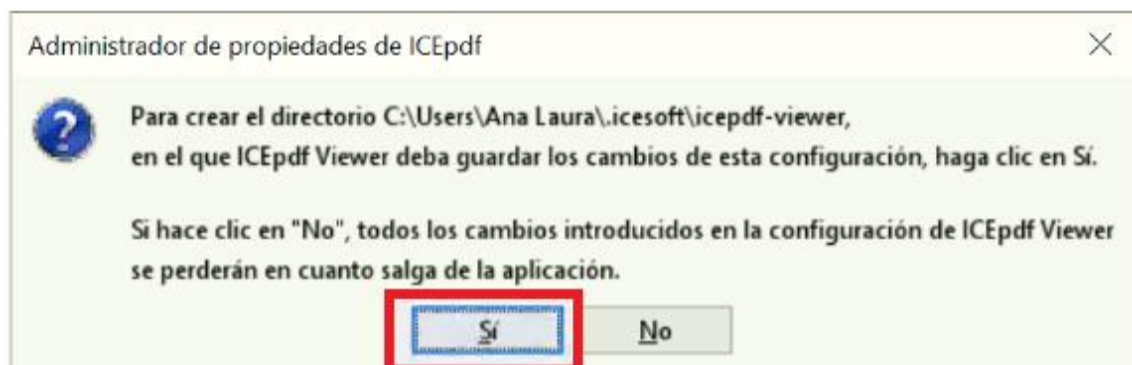 Administrador de propiedades de ICEpdf
Para crear el directorio C:\Users\Ana Laura\.icesoft\icepdf-viewer,
en el que ICEpdf Viewer deba guardar los cambios de esta configuración, haga clic en Sí.
Si hace clic en "No", todos los cambios introducidos en la configuración de ICEpdf Viewer
se perderán en cuanto salga de la aplicación.
Sí No